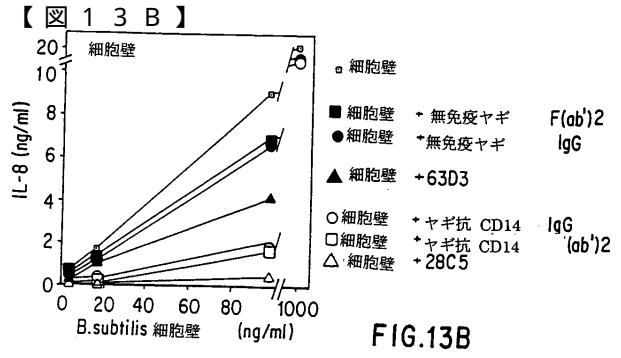 【図13B】
細胞壁
20
10
8
6
4
2
0
IL-8 (ng/ml)
0 20 40 60 80 1000
B.subtilis 細胞壁 (ng/ml)
細胞壁
細胞壁 + 無免疫ヤギ F(ab')2
細胞壁 +無免疫ヤギ IgG
細胞壁 +63D3
細胞壁 + ヤギ抗 CD14 IgG
細胞壁 + ヤギ抗 CD14 (ab')2
細胞壁 +28C5
FIG.13B